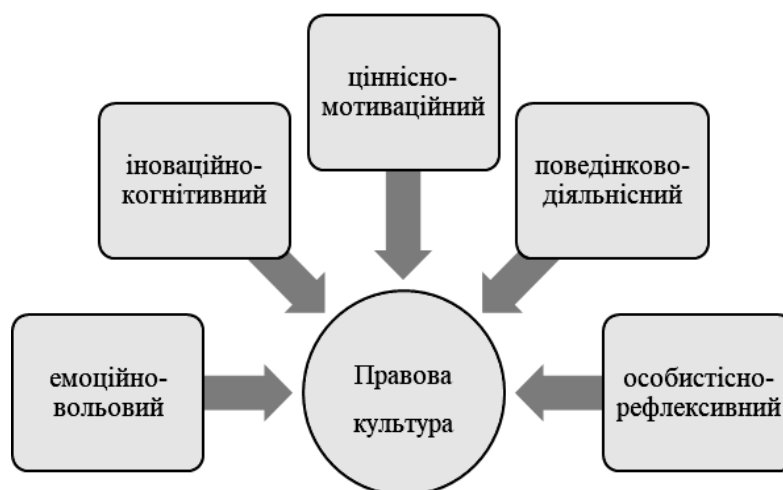 ціннісно-
мотиваційний
іноваційно-
когнітивний
поведінково-
діяльнісний
емоційно-
вольовий
Правова
культура
особистісно-
рефлексивний